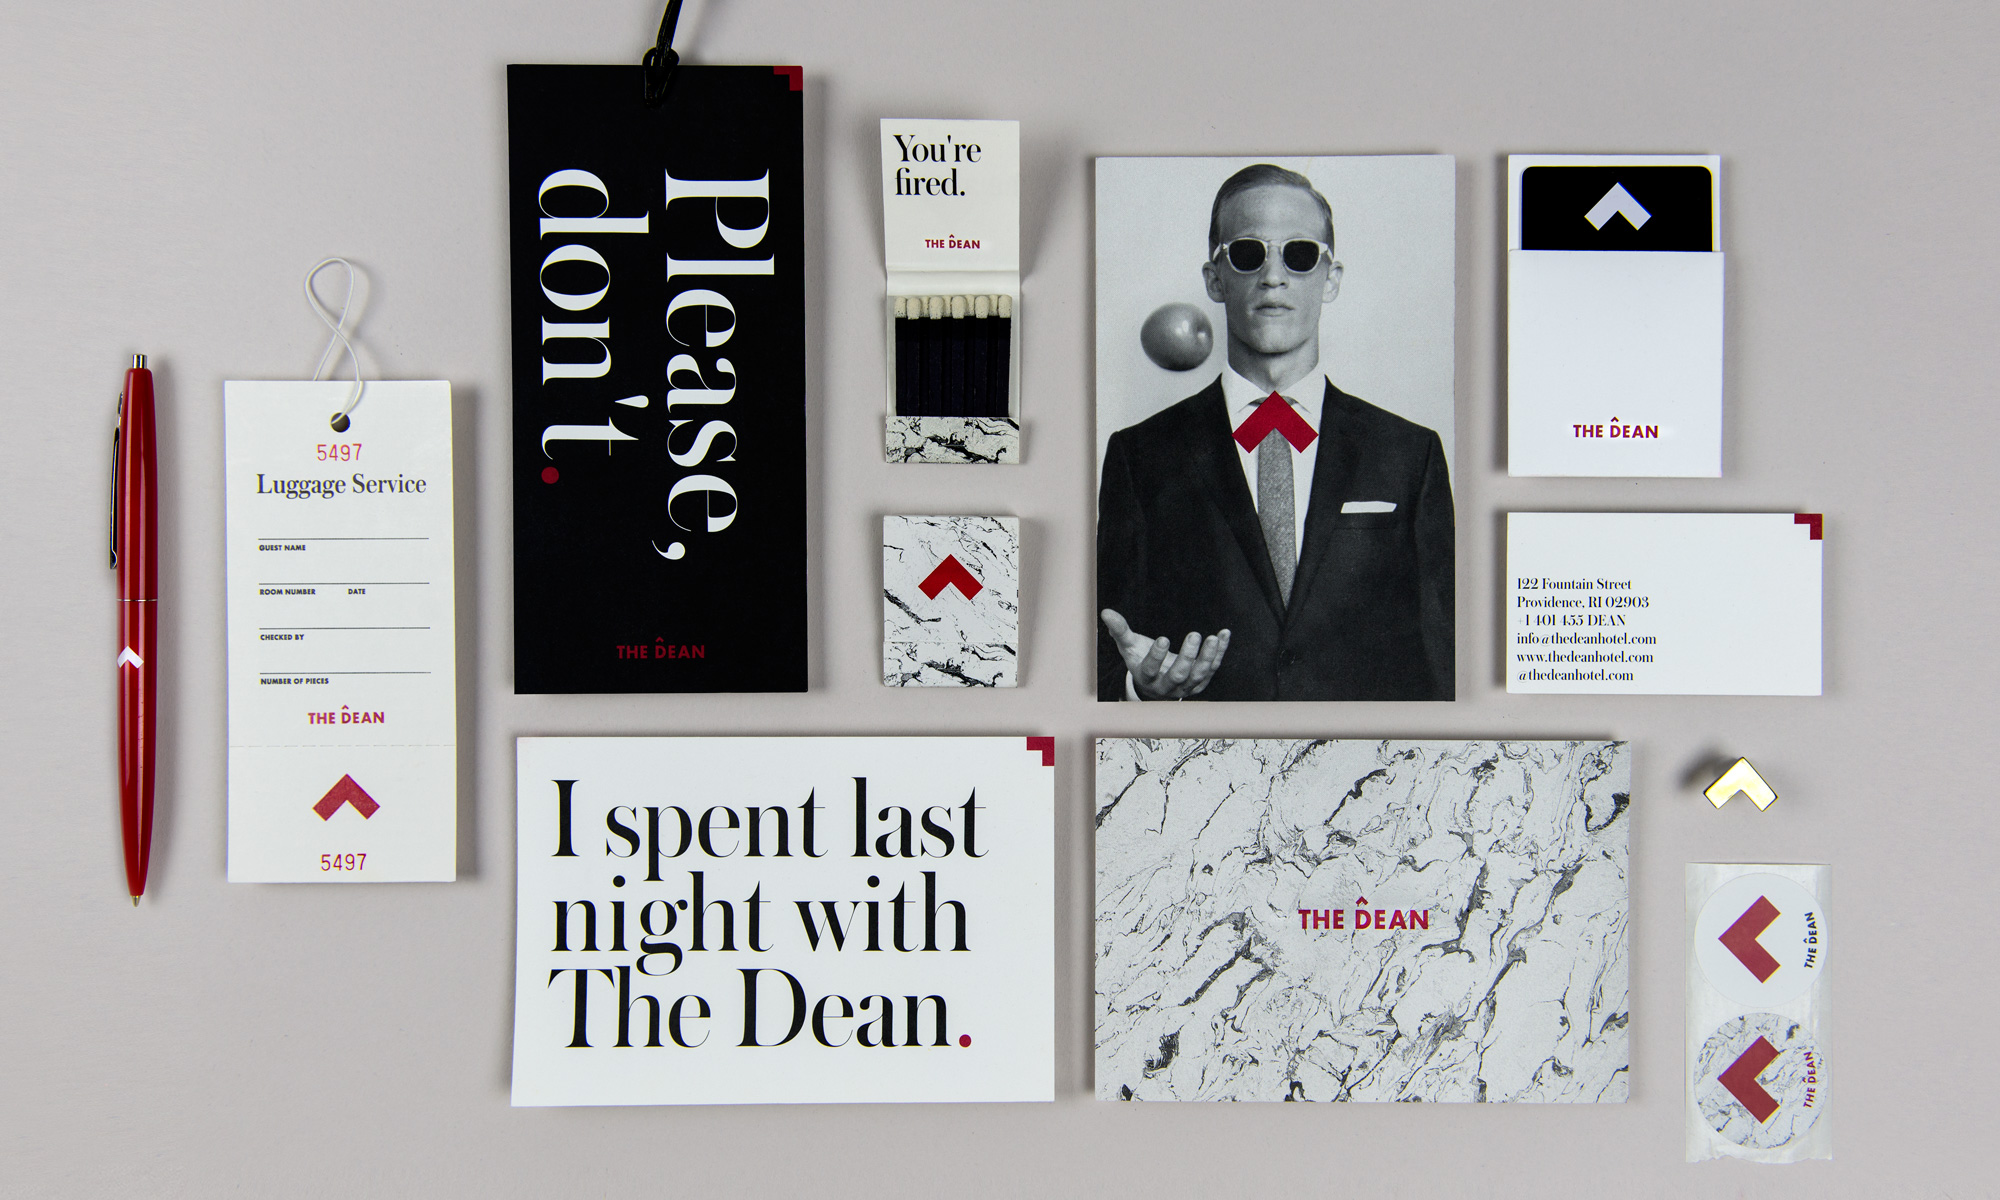 5497
Luggage Service
GUEST NAME
ROOM NUMBER DATE
CHECKED BY
NUMBER OF PIECES
THE DEAN
5497
Please,
don't.
THE DEAN
You're
fired.
THE DEAN
THE DEAN
122 Fountain Street
Providence, RI 02903
+1 401 455 DEAN
info@thedeanhotel.com
www.thedeanhotel.com
@thedeanhotel.com
I spent last
night with
The Dean.
THE DEAN
THE DEAN
THE DEAN